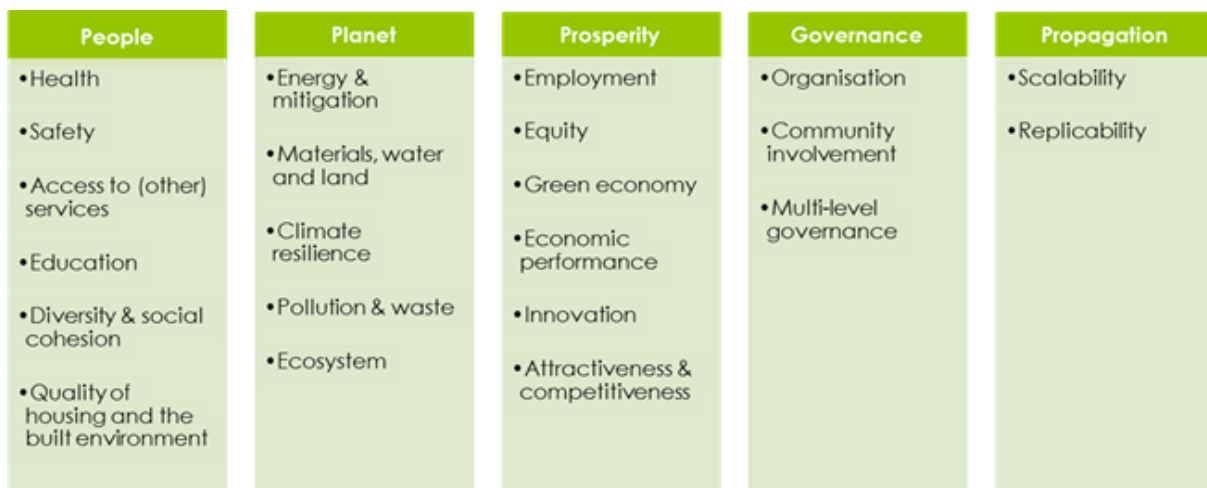 People
•Health
•Safety
•Access to (other)
services
•Education
•Diversity & social
cohesion
•Quality of
housing and the
built environment
Planet
•Energy &
mitigation
•Materials, water
and land
•Climate
resilience
•Pollution & waste
•Ecosystem
Prosperity
•Employment
•Equity
•Green economy
•Economic
performance
•Innovation
•Attractiveness &
competitiveness
Governance
•Organisation
•Community
involvement
•Multi-level
governance
Propagation
•Scalability
•Replicability